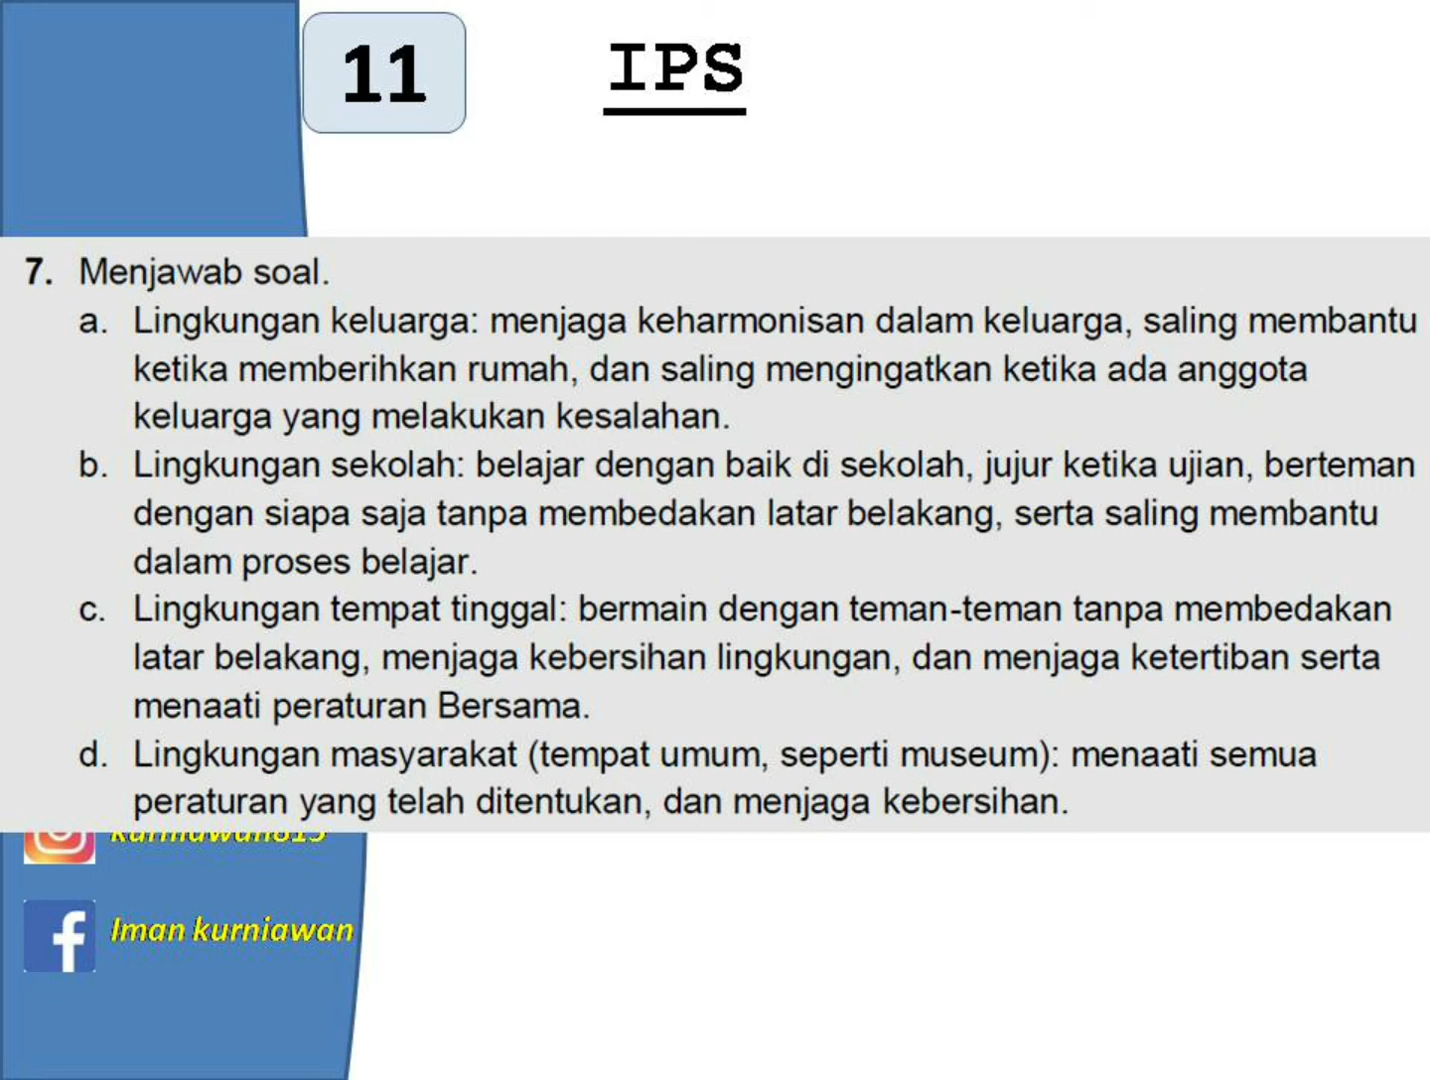 11
IPS
7. Menjawab soal.
a. Lingkungan keluarga: menjaga keharmonisan dalam keluarga, saling membantu
ketika memberihkan rumah, dan saling mengingatkan ketika ada anggota
keluarga yang melakukan kesalahan.
b. Lingkungan sekolah: belajar dengan baik di sekolah, jujur ketika ujian, berteman
dengan siapa saja tanpa membedakan latar belakang, serta saling membantu
dalam proses belajar.
c. Lingkungan tempat tinggal: bermain dengan teman-teman tanpa membedakan
latar belakang, menjaga kebersihan lingkungan, dan menjaga ketertiban serta
menaati peraturan Bersama.
d. Lingkungan masyarakat (tempat umum, seperti museum): menaati semua
peraturan yang telah ditentukan, dan menjaga kebersihan.
Iman kurniawan